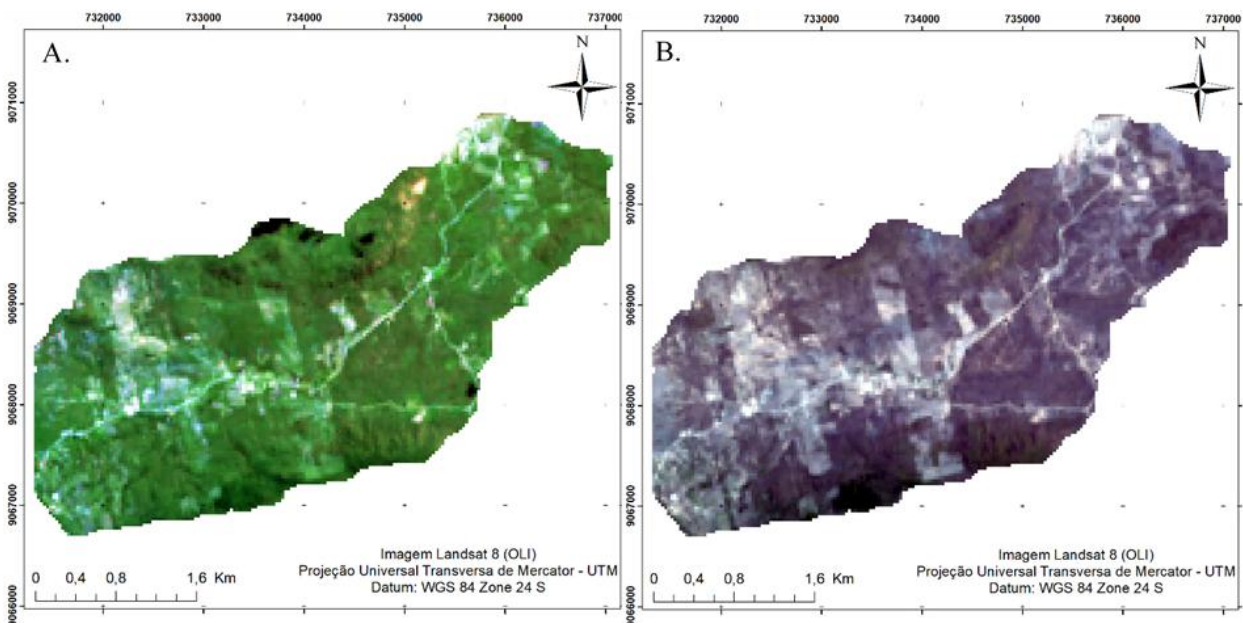 732000 733000 734000 735000 736000 737000
A.
N
9071000
9070000
9069000
9068000
9067000
9066000
Imagem Landsat 8 (OLI)
Projeção Universal Transversa de Mercator - UTM
Datum: WGS 84 Zone 24 S
0 0,4 0,8 1,6 Km
732000 733000 734000 735000 736000 737000
B.
N
9071000
9070000
9069000
9068000
9067000
9066000
Imagem Landsat 8 (OLI)
Projeção Universal Transversa de Mercator - UTM
Datum: WGS 84 Zone 24 S
0 0,4 0,8 1,6 Km